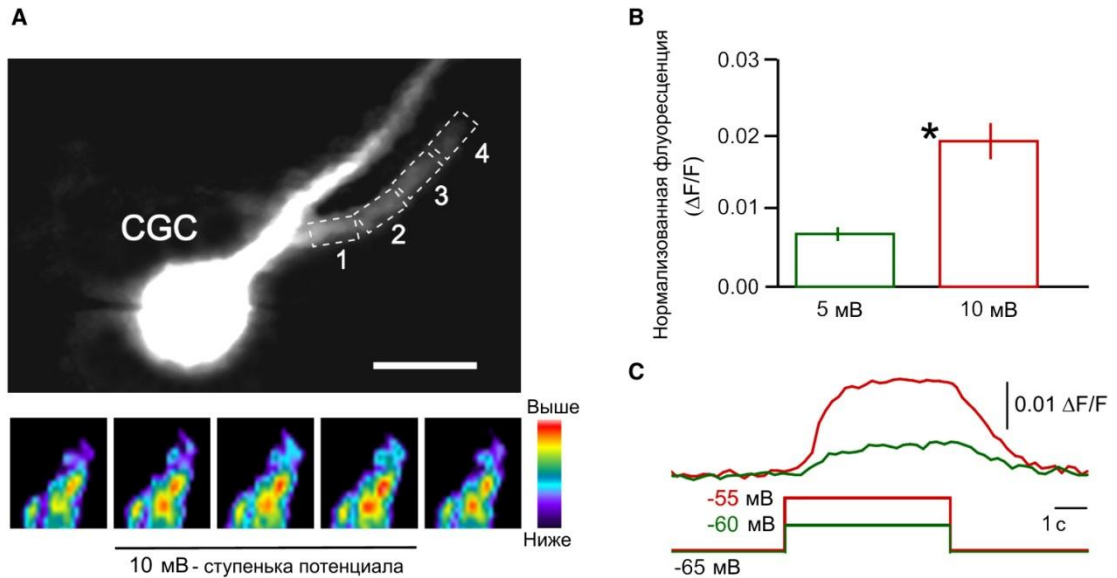 A
CGC
1
2
3
4
Выше
Ниже
10 мВ - ступенька потенциала
B
Нормализованная флуоресценция
(ΔF/F)
0.03
0.02
0.01
0.00
*
5 мВ
10 мВ
C
0.01 ΔF/F
-55 мВ
-60 мВ
-65 мВ
1 с